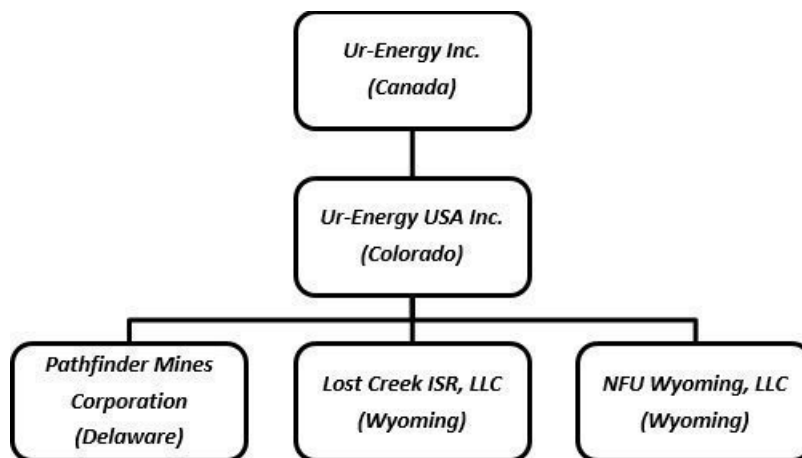 Ur-Energy Inc.
(Canada)
Ur-Energy USA Inc.
(Colorado)
Pathfinder Mines
Corporation
(Delaware)
Lost Creek ISR, LLC
(Wyoming)
NFU Wyoming, LLC
(Wyoming)